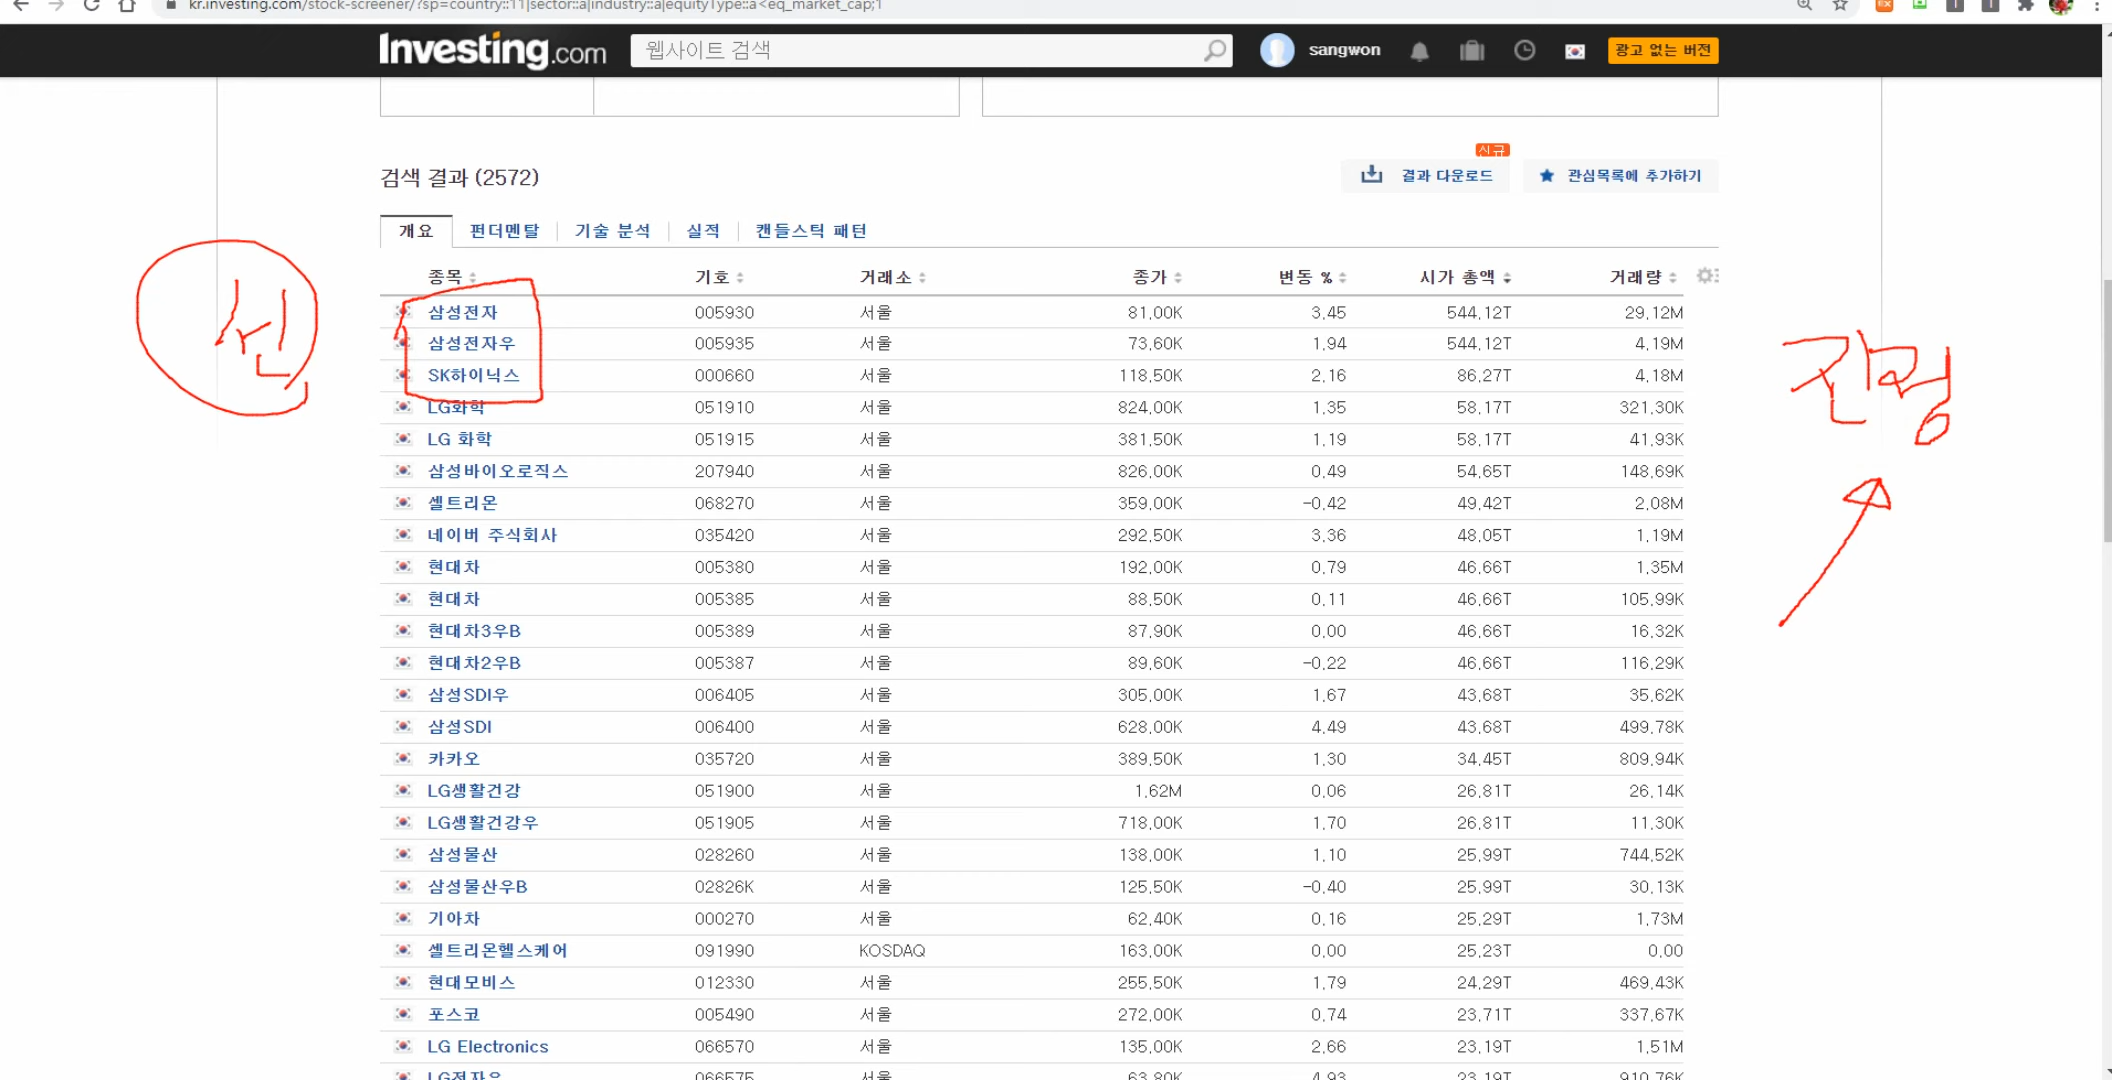 kr.investing.com/stock-screener/?sp=country::11|sector::a|industry::a|equityType::a<eq_market_cap;1
Investing.com 웹사이트 검색 sangwon 광고 없는 버전
신규
검색 결과 (2572) 결과 다운로드 관심목록에 추가하기
개요 펀더멘탈 기술 분석 실적 캔들스틱 패턴
종목 기호 거래소 종가 변동 % 시가 총액 거래량
삼성전자 005930 서울 81,00K 3.45 544,12T 29,12M
삼성전자우 005935 서울 73,60K 1,94 544,12T 4,19M
SK하이닉스 000660 서울 118,50K 2,16 86,27T 4,18M
LG화학 051910 서울 824,00K 1,35 58,17T 321,30K
LG 화학 051915 서울 381,50K 1,19 58,17T 41,93K
삼성바이오로직스 207940 서울 826,00K 0,49 54,65T 148,69K
셀트리온 068270 서울 359,00K -0,42 49,42T 2,08M
네이버 주식회사 035420 서울 292,50K 3,36 48,05T 1,19M
현대차 005380 서울 192,00K 0,79 46,66T 1,35M
현대차 005385 서울 88,50K 0,11 46,66T 105,99K
현대차3우B 005389 서울 87,90K 0,00 46,66T 16,32K
현대차2우B 005387 서울 89,60K -0,22 46,66T 116,29K
삼성SDI우 006405 서울 305,00K 1,67 43,68T 35,62K
삼성SDI 006400 서울 628,00K 4,49 43,68T 499,78K
카카오 035720 서울 389,50K 1,30 34,45T 809,94K
LG생활건강 051900 서울 1,62M 0,06 26,81T 26,14K
LG생활건강우 051905 서울 718,00K 1,70 26,81T 11,30K
삼성물산 028260 서울 138,00K 1,10 25,99T 744,52K
삼성물산우B 02826K 서울 125,50K -0,40 25,99T 30,13K
기아차 000270 서울 62,40K 0,16 25,29T 1,73M
셀트리온헬스케어 091990 KOSDAQ 163,00K 0,00 25,23T 0,00
현대모비스 012330 서울 255,50K 1,79 24,29T 24,29T 469,43K
포스코 005490 서울 272,00K 0,74 23,71T 337,67K
LG Electronics 066570 서울 135,00K 2,66 23,19T 1,51M
LG전자우 066575 서울 63,80K 4,93 23,19T 910,76K